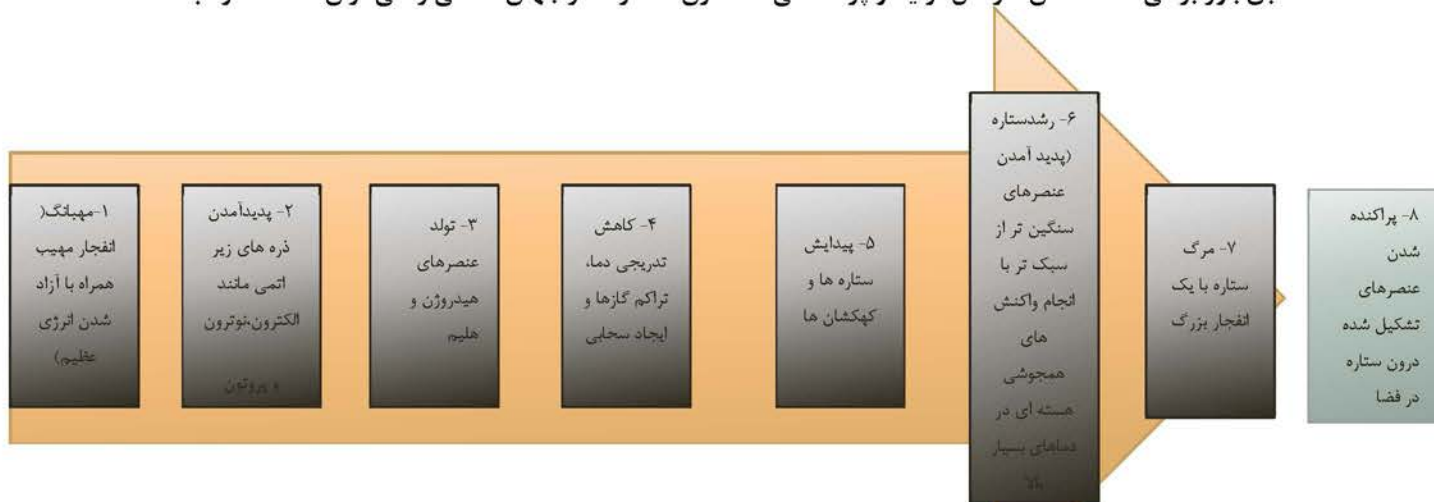 ۱-مهبانگ(
انفجار مهیب
همراه با آزاد
شدن انرژی
عظیم)
۲- پدیدآمدن
ذره های زیر
اتمی مانند
الکترون،نوترون
و پروتون
۳- تولد
عنصرهای
هیدروژن و
هلیم
۴- کاهش
تدریجی دما،
تراکم گازها و
ایجاد سحابی
۵- پیدایش
ستاره ها و
کهکشان ها
۶- رشدستاره
(پدید آمدن
عنصرهای
سنگین تر از
سبک تر با
انجام واکنش
های
همجوشی
هسته ای در
دماهای بسیار
بالا
۷- مرگ
ستاره با یک
انفجار بزرگ
۸- پراکنده
شدن
عنصرهای
تشکیل شده
درون ستاره
در فضا